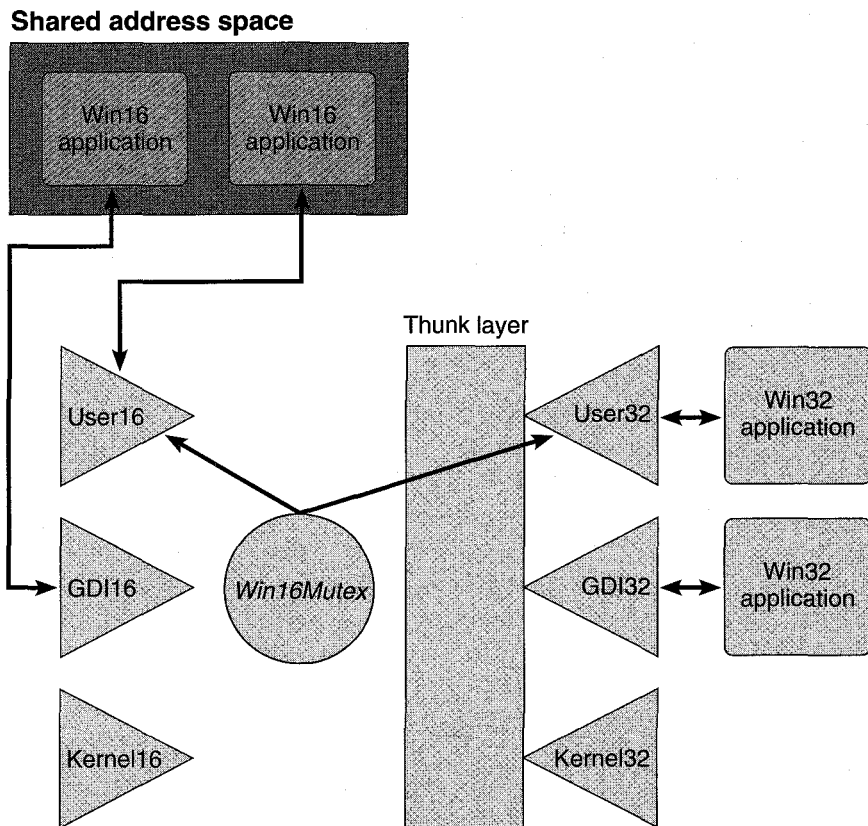 Shared address space
Win16
application
Win16
application
Thunk layer
User16
User32
Win32
application
GDI16
Win16Mutex
GDI32
Win32
application
Kernel16
Kernel32